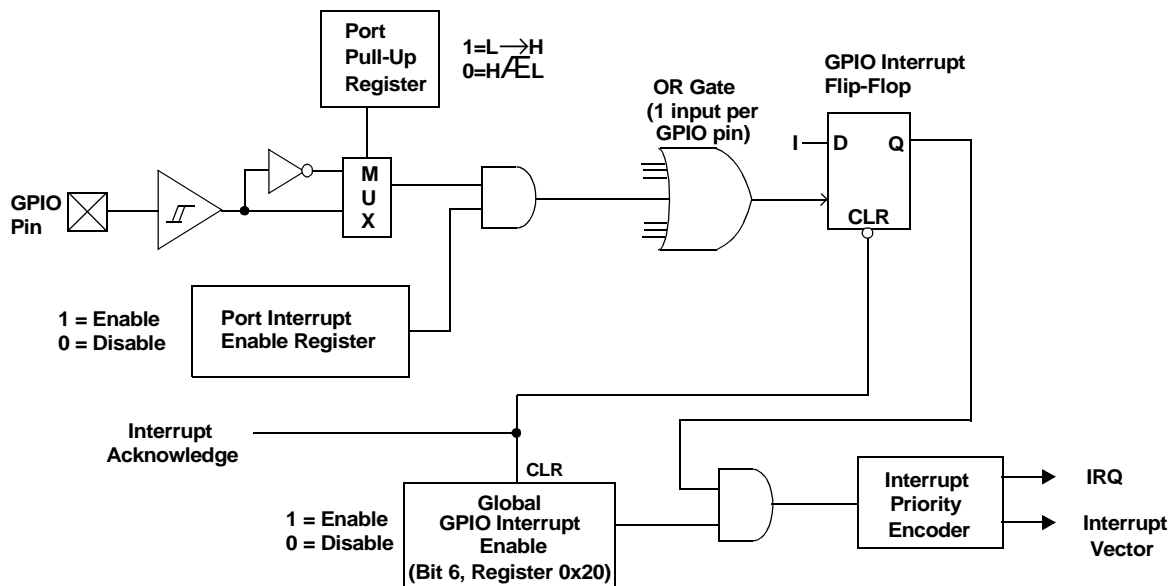 Port
Pull-Up
Register
1=L→H
0=HÆL
GPIO Interrupt
Flip-Flop
OR Gate
(1 input per
GPIO pin)
I
D
Q
CLR
M
U
X
GPIO
Pin
1 = Enable
0 = Disable
Port Interrupt
Enable Register
Interrupt
Acknowledge
CLR
1 = Enable
0 = Disable
Global
GPIO Interrupt
Enable
(Bit 6, Register 0x20)
Interrupt
Priority
Encoder
IRQ
Interrupt
Vector